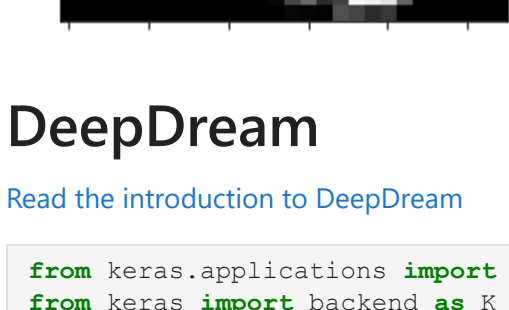 DeepDream
Read the introduction to DeepDream
from keras.applications import
from keras import backend as K